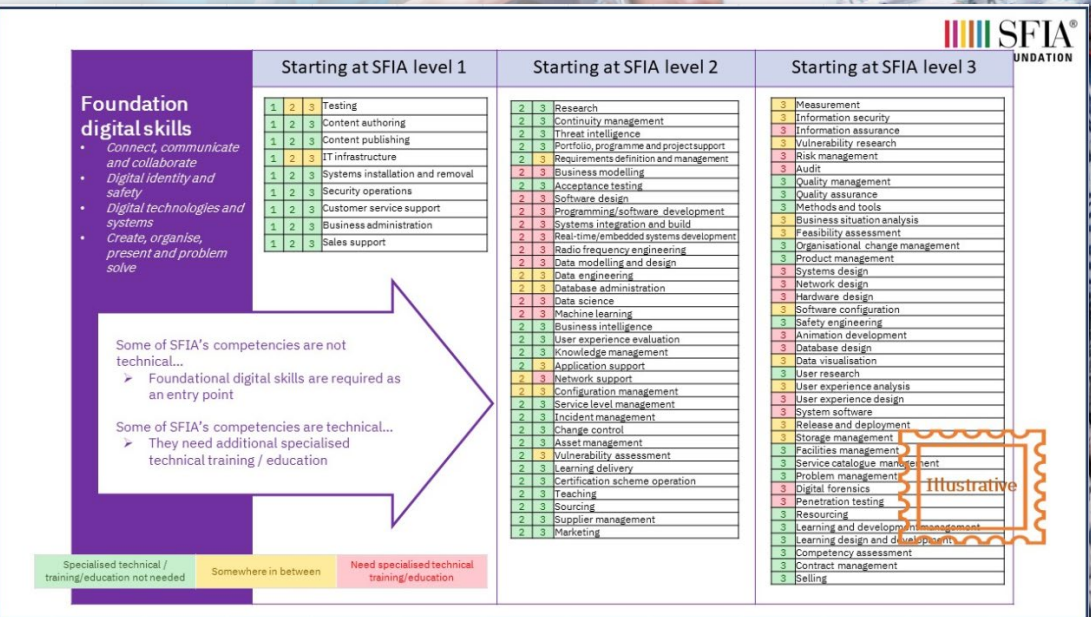 SFIA®
UNDATION
Starting at SFIA level 1
Starting at SFIA level 2
Starting at SFIA level 3
Foundation
digital skills
• Connect, communicate
and collaborate
• Digital identity and
safety
• Digital technologies and
systems
• Create, organise,
present and problem
solve
1 2 3 Testing
1 2 3 Content authoring
1 2 3 Content publishing
1 2 3 IT infrastructure
1 2 3 Systems installation and removal
1 2 3 Security operations
1 2 3 Customer service support
1 2 3 Business administration
1 2 3 Sales support
2 3 Research
2 3 Continuity management
2 3 Threat intelligence
2 3 Portfolio, programme and project support
2 3 Requirements definition and management
2 3 Business modelling
2 3 Acceptance testing
2 3 Software design
2 3 Programming/software development
2 3 Systems integration and build
2 3 Real-time/embedded systems development
2 3 Radio frequency engineering
2 3 Data modelling and design
2 3 Data engineering
2 3 Database administration
2 3 Data science
2 3 Machine learning
2 3 Business intelligence
2 3 User experience evaluation
2 3 Knowledge management
2 3 Application support
2 3 Network support
2 3 Configuration management
2 3 Service level management
2 3 Incident management
2 3 Change control
2 3 Asset management
2 3 Vulnerability assessment
2 3 Learning delivery
2 3 Certification scheme operation
2 3 Teaching
2 3 Sourcing
2 3 Supplier management
2 3 Marketing
3 Measurement
3 Information security
3 Information assurance
3 Vulnerability research
3 Risk management
3 Audit
3 Quality management
3 Quality assurance
3 Methods and tools
3 Business situation analysis
3 Feasibility assessment
3 Organisational change management
3 Product management
3 Systems design
3 Network design
3 Hardware design
3 Software configuration
3 Safety engineering
3 Animation development
3 Database design
3 Data visualisation
3 User research
3 User experience analysis
3 User experience design
3 System software
3 Release and deployment
3 Storage management
3 Facilities management
3 Service catalogue management
3 Problem management
3 Digital forensics
3 Penetration testing
3 Resourcing
3 Learning and development management
3 Learning design and development
3 Competency assessment
3 Contract management
3 Selling
Illustrative
Some of SFIA's competencies are not
technical...
➢ Foundational digital skills are required as
an entry point
Some of SFIA's competencies are technical...
➢ They need additional specialised
technical training / education
Specialised technical /
training/education not needed
Somewhere in between
Need specialised technical
training/education